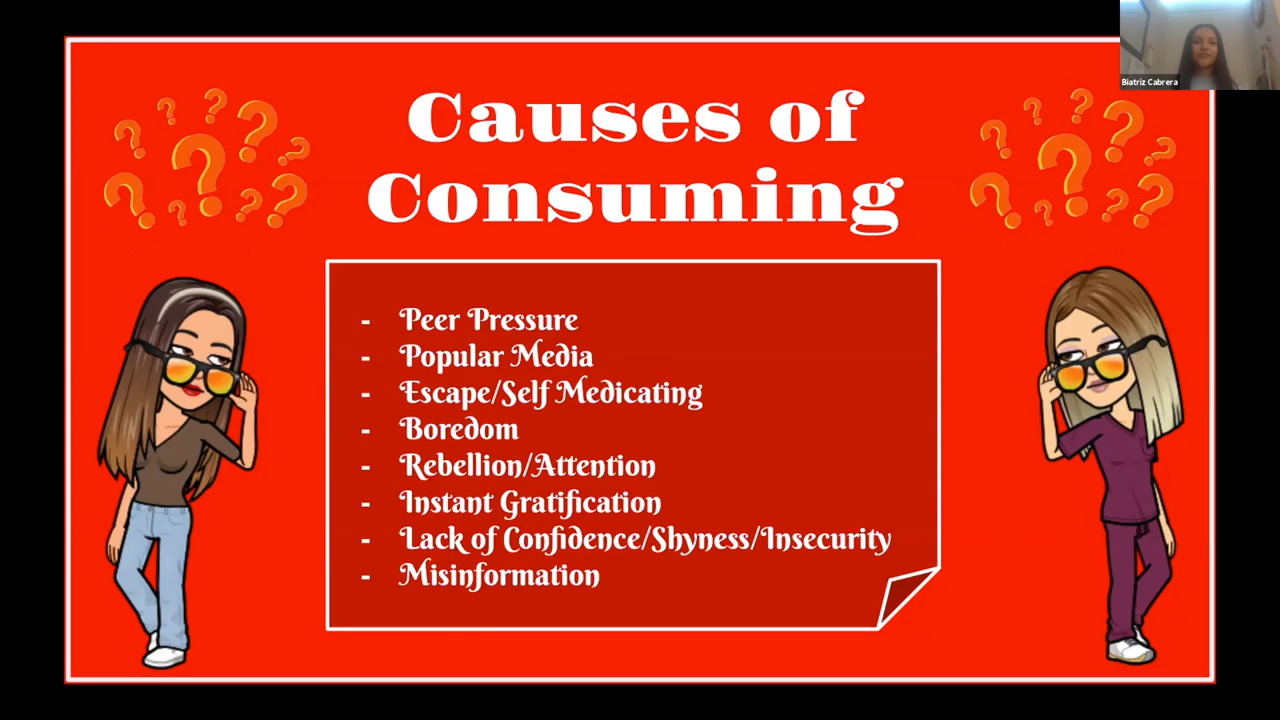 Causes of
Consuming
- Peer Pressure
- Popular Media
- Escape/Self Medicating
- Boredom
- Rebellion/Attention
- Instant Gratification
- Lack of Confidence/Shyness/Insecurity
- Misinformation
Biatriz Cabrera